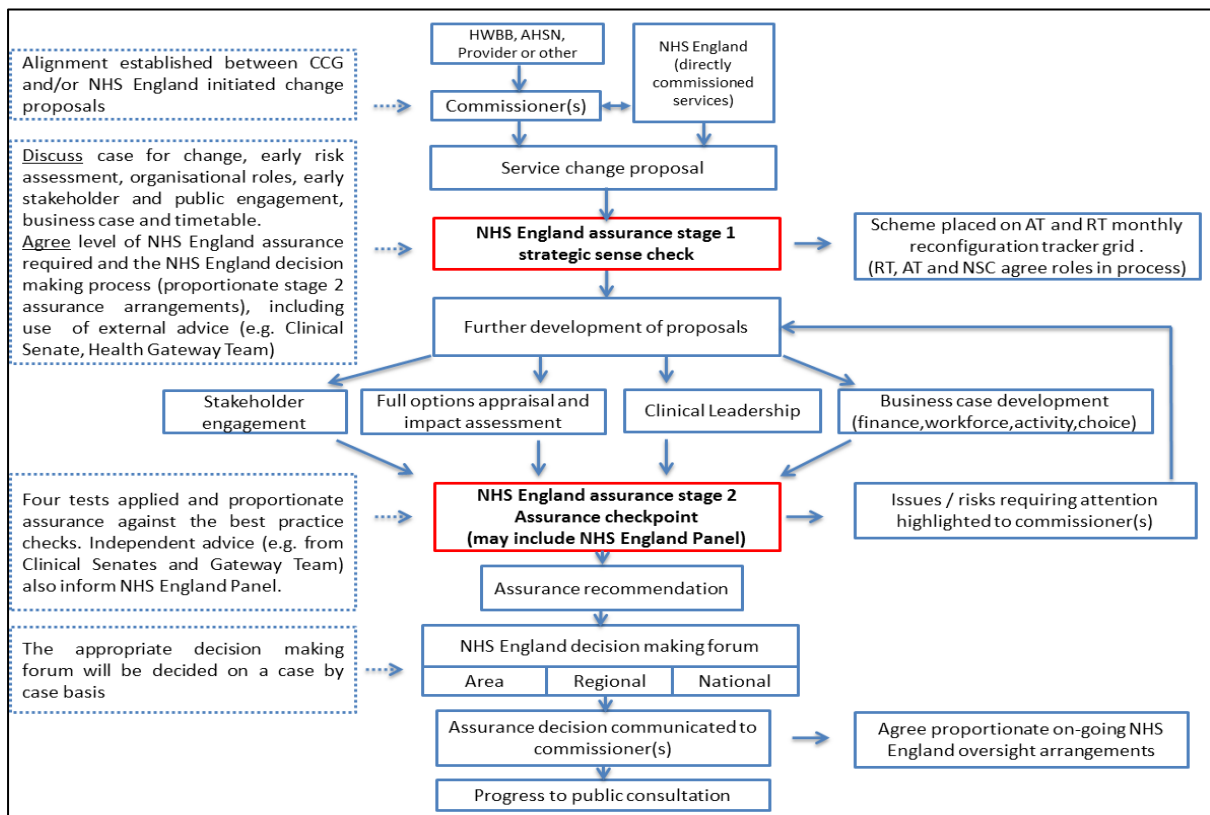 HWBB, AHSN,
Provider or other
NHS England
(directly
commissioned
services)
Alignment established between CCG
and/or NHS England initiated change
proposals
Commissioner(s)
Discuss case for change, early risk
assessment, organisational roles, early
stakeholder and public engagement,
business case and timetable.
Agree level of NHS England assurance
required and the NHS England decision
making process (proportionate stage 2
assurance arrangements), including
use of external advice (e.g. Clinical
Senate, Health Gateway Team)
Service change proposal
NHS England assurance stage 1
strategic sense check
Scheme placed on AT and RT monthly
reconfiguration tracker grid .
(RT, AT and NSC agree roles in process)
Further development of proposals
Stakeholder
engagement
Full options appraisal and
impact assessment
Clinical Leadership
Business case development
(finance,workforce,activity,choice)
Four tests applied and proportionate
assurance against the best practice
checks. Independent advice (e.g. from
Clinical Senates and Gateway Team)
also inform NHS England Panel.
NHS England assurance stage 2
Assurance checkpoint
(may include NHS England Panel)
Issues / risks requiring attention
highlighted to commissioner(s)
Assurance recommendation
The appropriate decision making
forum will be decided on a case by
case basis
NHS England decision making forum
Area
Regional
National
Assurance decision communicated to
commissioner(s)
Agree proportionate on-going NHS
England oversight arrangements
Progress to public consultation